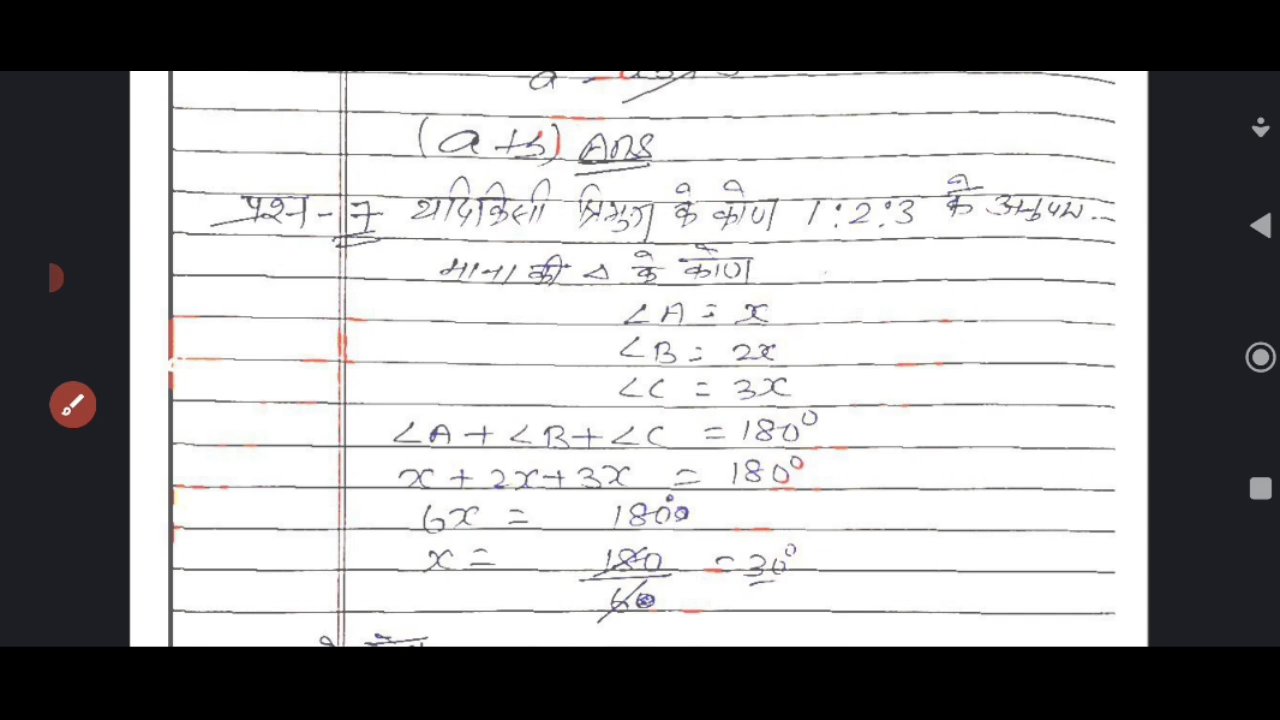 (a+b) Ans
प्रश्न - 7 यदि किसी त्रिभुज के कोण 1:2:3 के अनुपात
माना की △ के कोण
∠A = x
∠B = 2x
∠C = 3x
∠A + ∠B + ∠C = 180°
x + 2x + 3x = 180°
6x = 180°
x = 180/6 = 30°